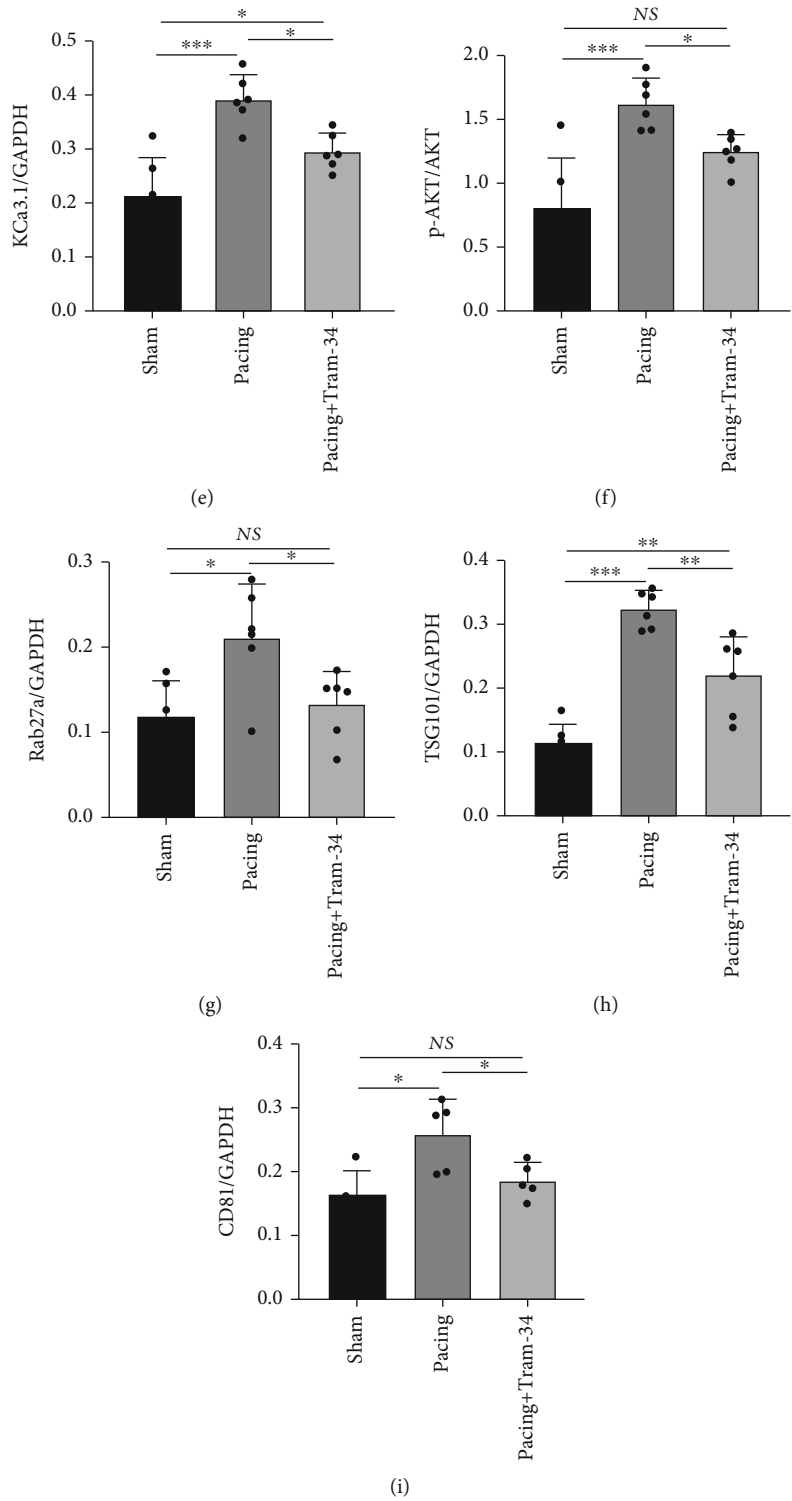 *
*** *
0.5
0.4
0.3
0.2
0.1
0.0
KCa3.1/GAPDH
Sham
Pacing
Pacing+Tram-34
(e)
NS
*** *
2.0
1.5
1.0
0.5
0.0
p-AKT/AKT
Sham
Pacing
Pacing+Tram-34
(f)
NS
* *
0.3
0.2
0.1
0.0
Rab27a/GAPDH
Sham
Pacing
Pacing+Tram-34
(g)
**
*** **
0.4
0.3
0.2
0.1
0.0
TSG101/GAPDH
Sham
Pacing
Pacing+Tram-34
(h)
NS
* *
0.4
0.3
0.2
0.1
0.0
CD81/GAPDH
Sham
Pacing
Pacing+Tram-34
(i)